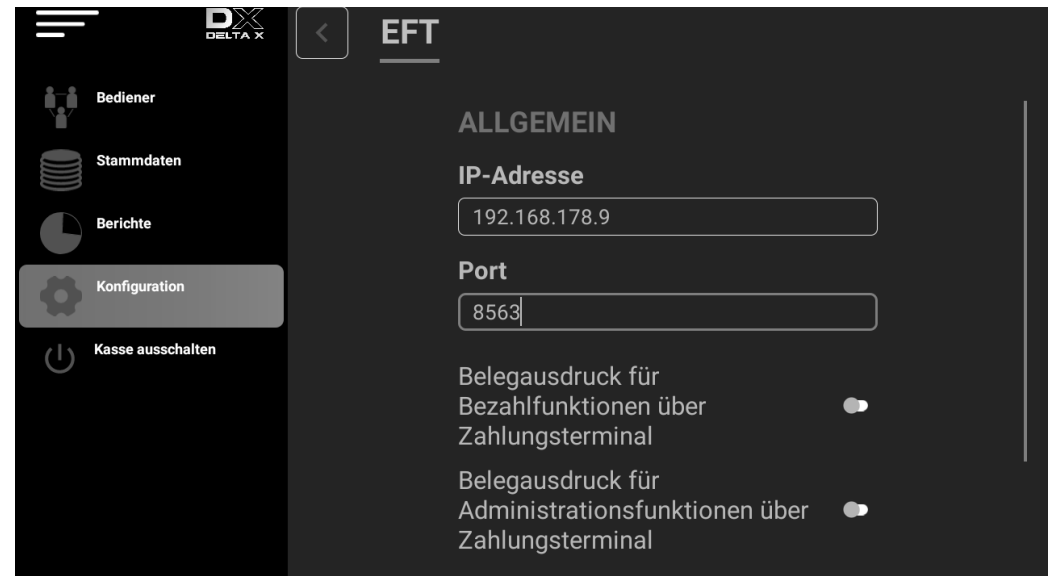 DX
DELTA X
EFT
Bediener
Stammdaten
Berichte
Konfiguration
Kasse ausschalten
ALLGEMEIN
IP-Adresse
192.168.178.9
Port
8563
Belegausdruck für
Bezahlfunktionen über
Zahlungsterminal
Belegausdruck für
Administrationsfunktionen über
Zahlungsterminal